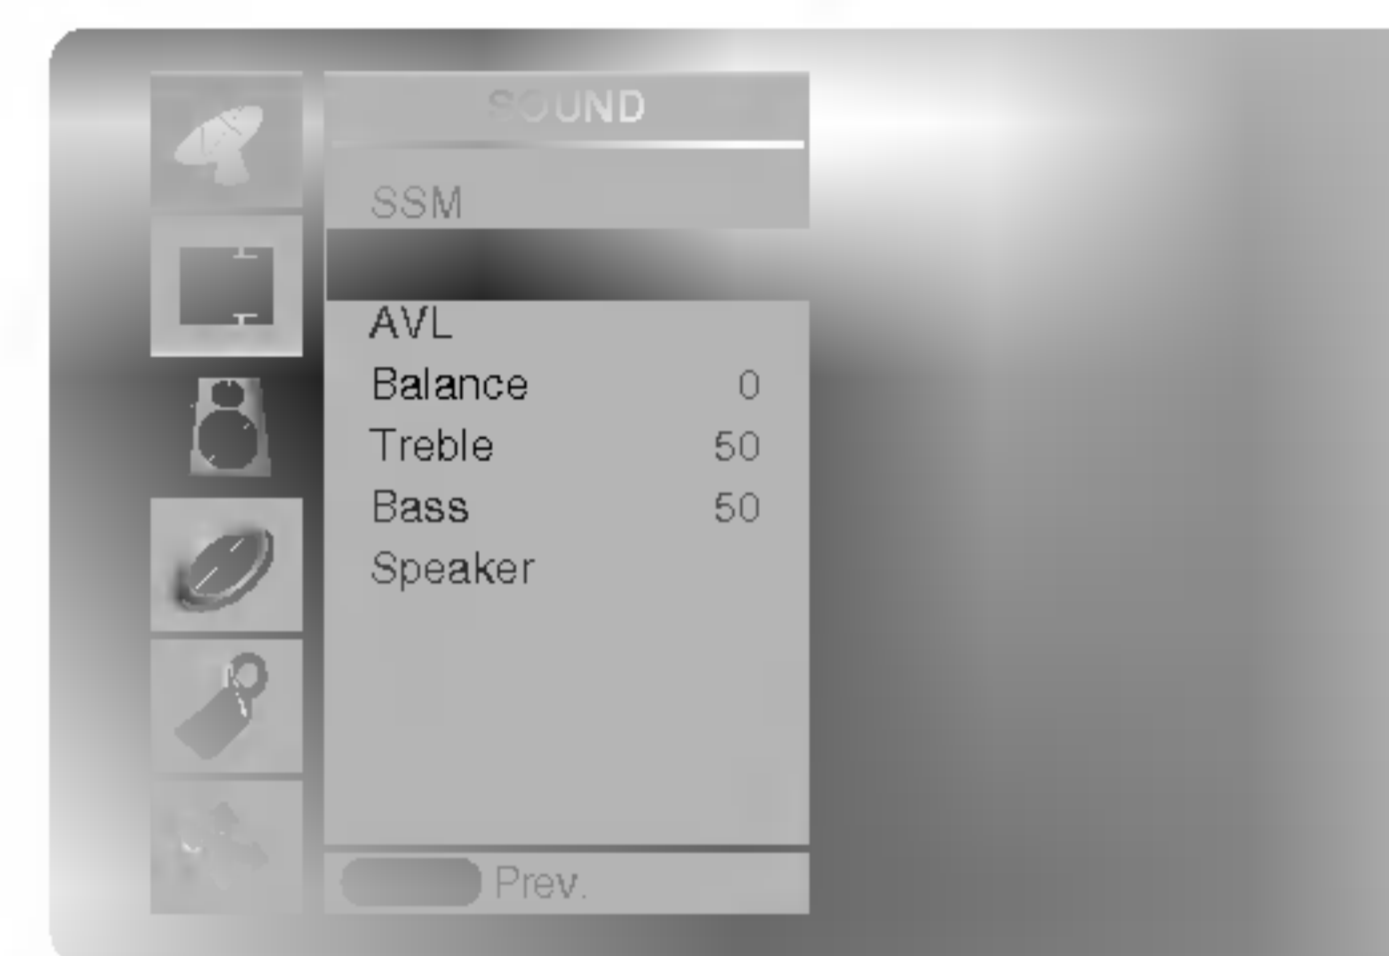 SOUND
SSM
AVL
Balance 0
Treble 50
Bass 50
Speaker
Prev.